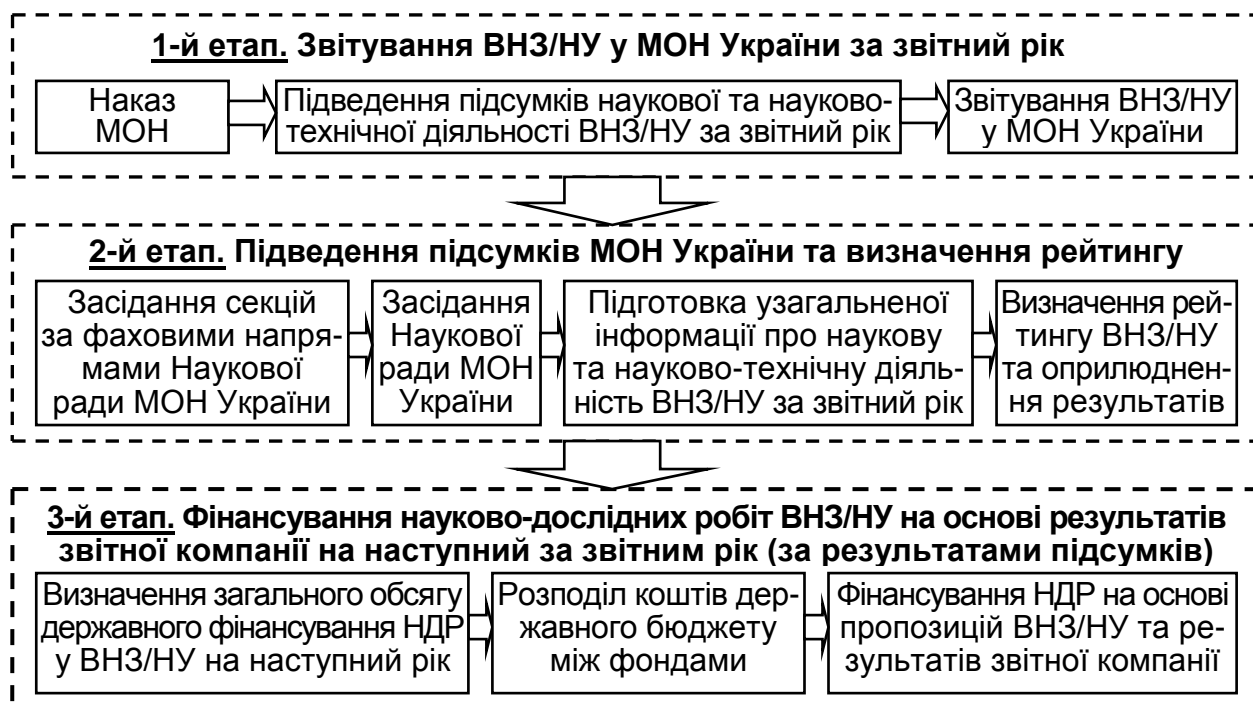 1-й етап. Звітування ВНЗ/НУ у МОН України за звітний рік
Наказ
МОН
Підведення підсумків наукової та науково-
технічної діяльності ВНЗ/НУ за звітний рік
Звітування ВНЗ/НУ
у МОН України
2-й етап. Підведення підсумків МОН України та визначення рейтингу
Засідання секцій
за фаховими напря-
мами Наукової
ради МОН України
Засідання
Наукової
ради МОН
України
Підготовка узагальненої
інформації про наукову
та науково-технічну діяль-
ність ВНЗ/НУ за звітний рік
Визначення рей-
тингу ВНЗ/НУ
та оприлюднен-
ня результатів
3-й етап. Фінансування науково-дослідних робіт ВНЗ/НУ на основі результатів
звітної компанії на наступний за звітним рік (за результатами підсумків)
Визначення загального обсягу
державного фінансування НДР
у ВНЗ/НУ на наступний рік
Розподіл коштів дер-
жавного бюджету
між фондами
Фінансування НДР на основі
пропозицій ВНЗ/НУ та ре-
зультатів звітної компанії